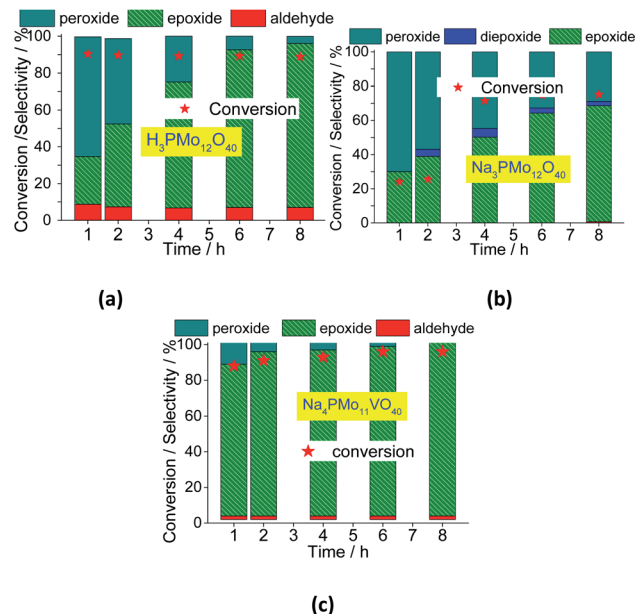 peroxide epoxide aldehyde
Conversion /Selectivity / %
100
80
60
40
20
0
Conversion
H3PMo12O40
1 2 3 4 5 6 7 8
Time / h
(a)
peroxide diepoxide epoxide
Conversion / Selectivity / %
100
80
60
40
20
0
Conversion
Na3PMo12O40
1 2 3 4 5 6 7 8
Time / h
(b)
peroxide epoxide aldehyde
Conversion / Selectivity / %
100
80
60
40
20
0
Na4PMo11VO40
conversion
1 2 3 4 5 6 7 8
Time / h
(c)